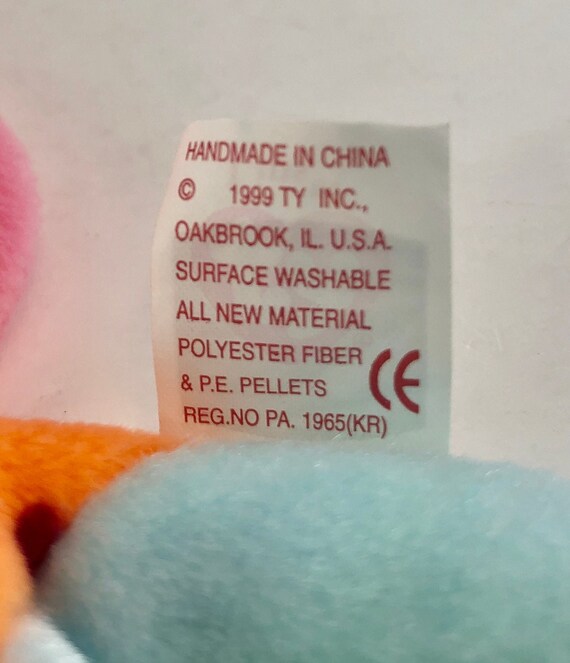 HANDMADE IN CHINA
© 1999 TY INC.,
OAKBROOK, IL. U.S.A.
SURFACE WASHABLE
ALL NEW MATERIAL
POLYESTER FIBER
& P.E. PELLETS CE
REG.NO PA. 1965(KR)